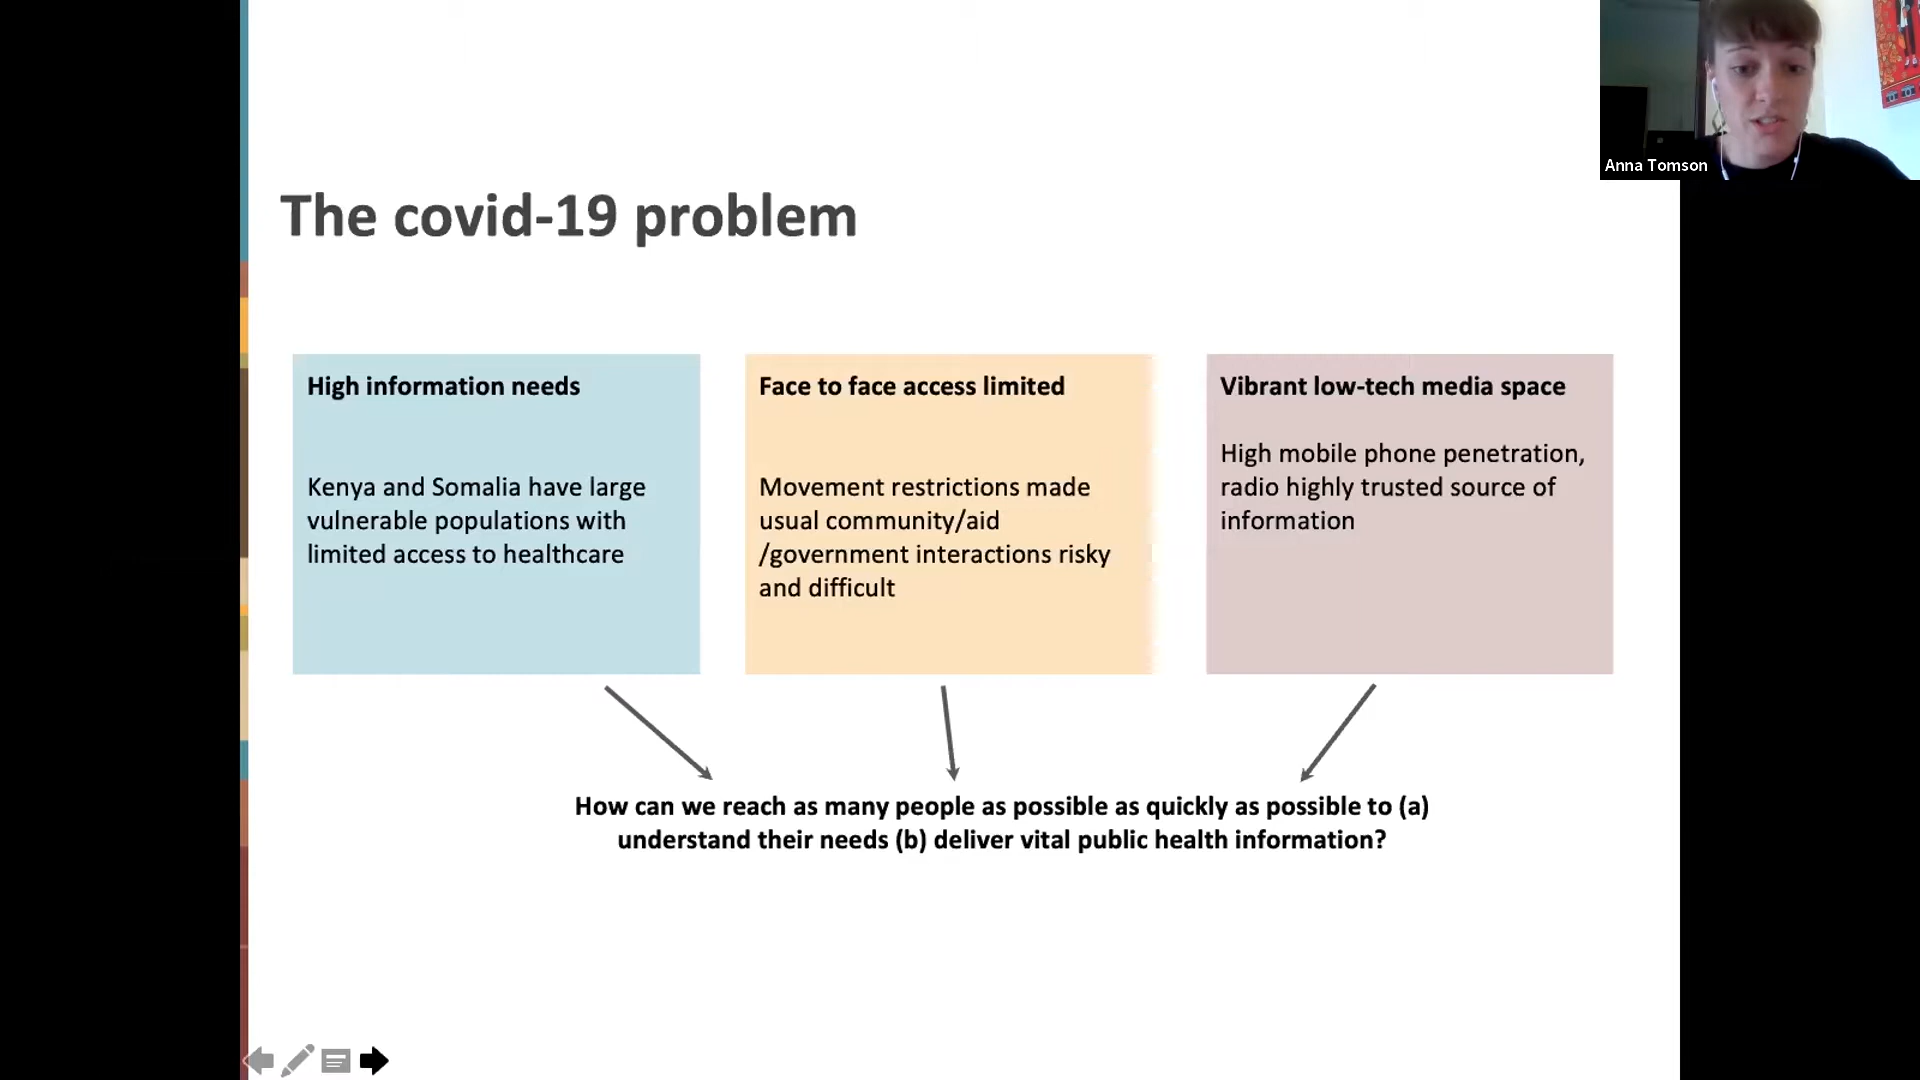 Anna Tomson
The covid-19 problem
High information needs
Kenya and Somalia have large
vulnerable populations with
limited access to healthcare
Face to face access limited
Movement restrictions made
usual community/aid
/government interactions risky
and difficult
Vibrant low-tech media space
High mobile phone penetration,
radio highly trusted source of
information
How can we reach as many people as possible as quickly as possible to (a)
understand their needs (b) deliver vital public health information?